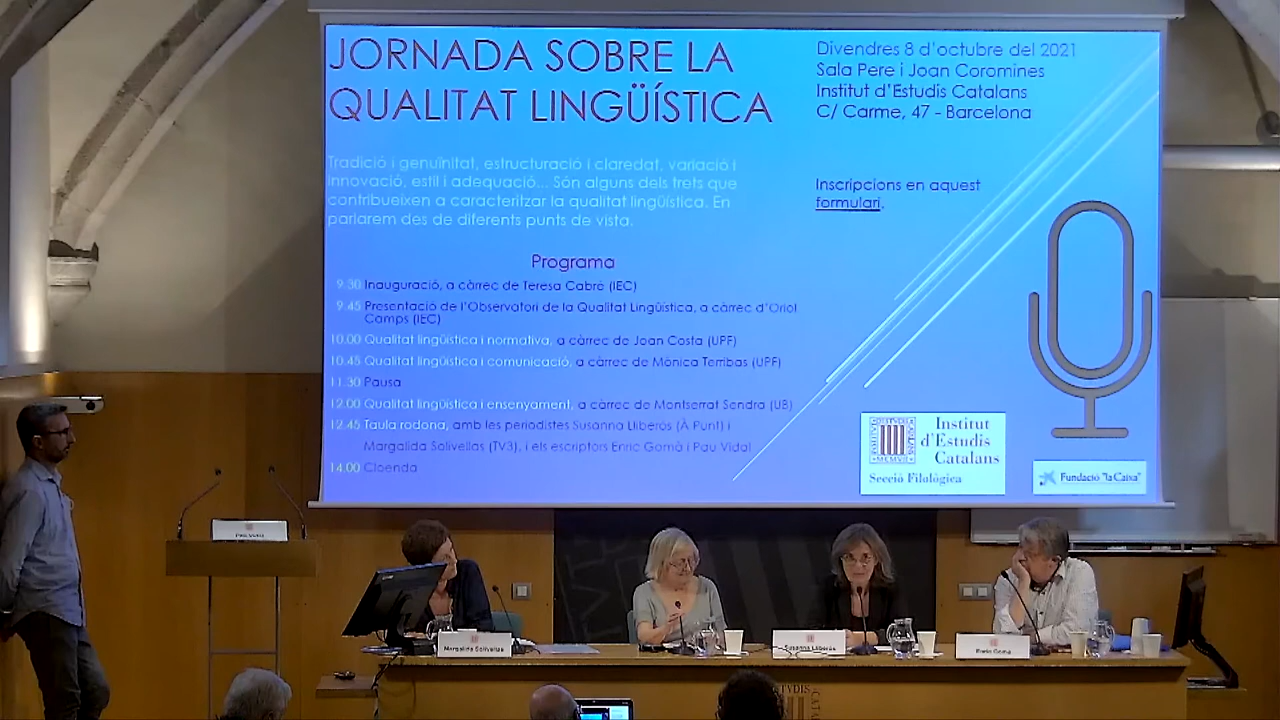 JORNADA SOBRE LA
QUALITAT LINGÜÍSTICA
Divendres 8 d'octubre del 2021
Sala Pere i Joan Coromines
Institut d'Estudis Catalans
C/ Carme, 47 - Barcelona
Tradició i genuïnitat, estructuració i claredat, variació i
innovació, estil i adequació... Són alguns dels trets que
contribueixen a caracteritzar la qualitat lingüística. En
parlarem des de diferents punts de vista.
Inscripcions en aquest
formulari.
Programa
9.30 Inauguració, a càrrec de Teresa Cabré (IEC)
9.45 Presentació de l'Observatori de la Qualitat Lingüística, a càrrec d'Oriol
Camps (IEC)
10.00 Qualitat lingüística i normativa, a càrrec de Joan Costa (UPF)
10.45 Qualitat lingüística i comunicació, a càrrec de Mònica Terribas (UPF)
11.30 Pausa
12.00 Qualitat lingüística i ensenyament, a càrrec de Montserrat Sendra (UB)
12.45 Taula rodona, amb les periodistes Susanna Lliberós (À Punt) i
Margalida Solivellas (TV3), i els escriptors Enric Gomà i Pau Vidal
14.00 Cloenda
Institut
d'Estudis
Catalans
Secció Filològica
Fundació "la Caixa"
Pau Vidal
Margalida Solivellas
Susanna Lliberós
Enric Gomà